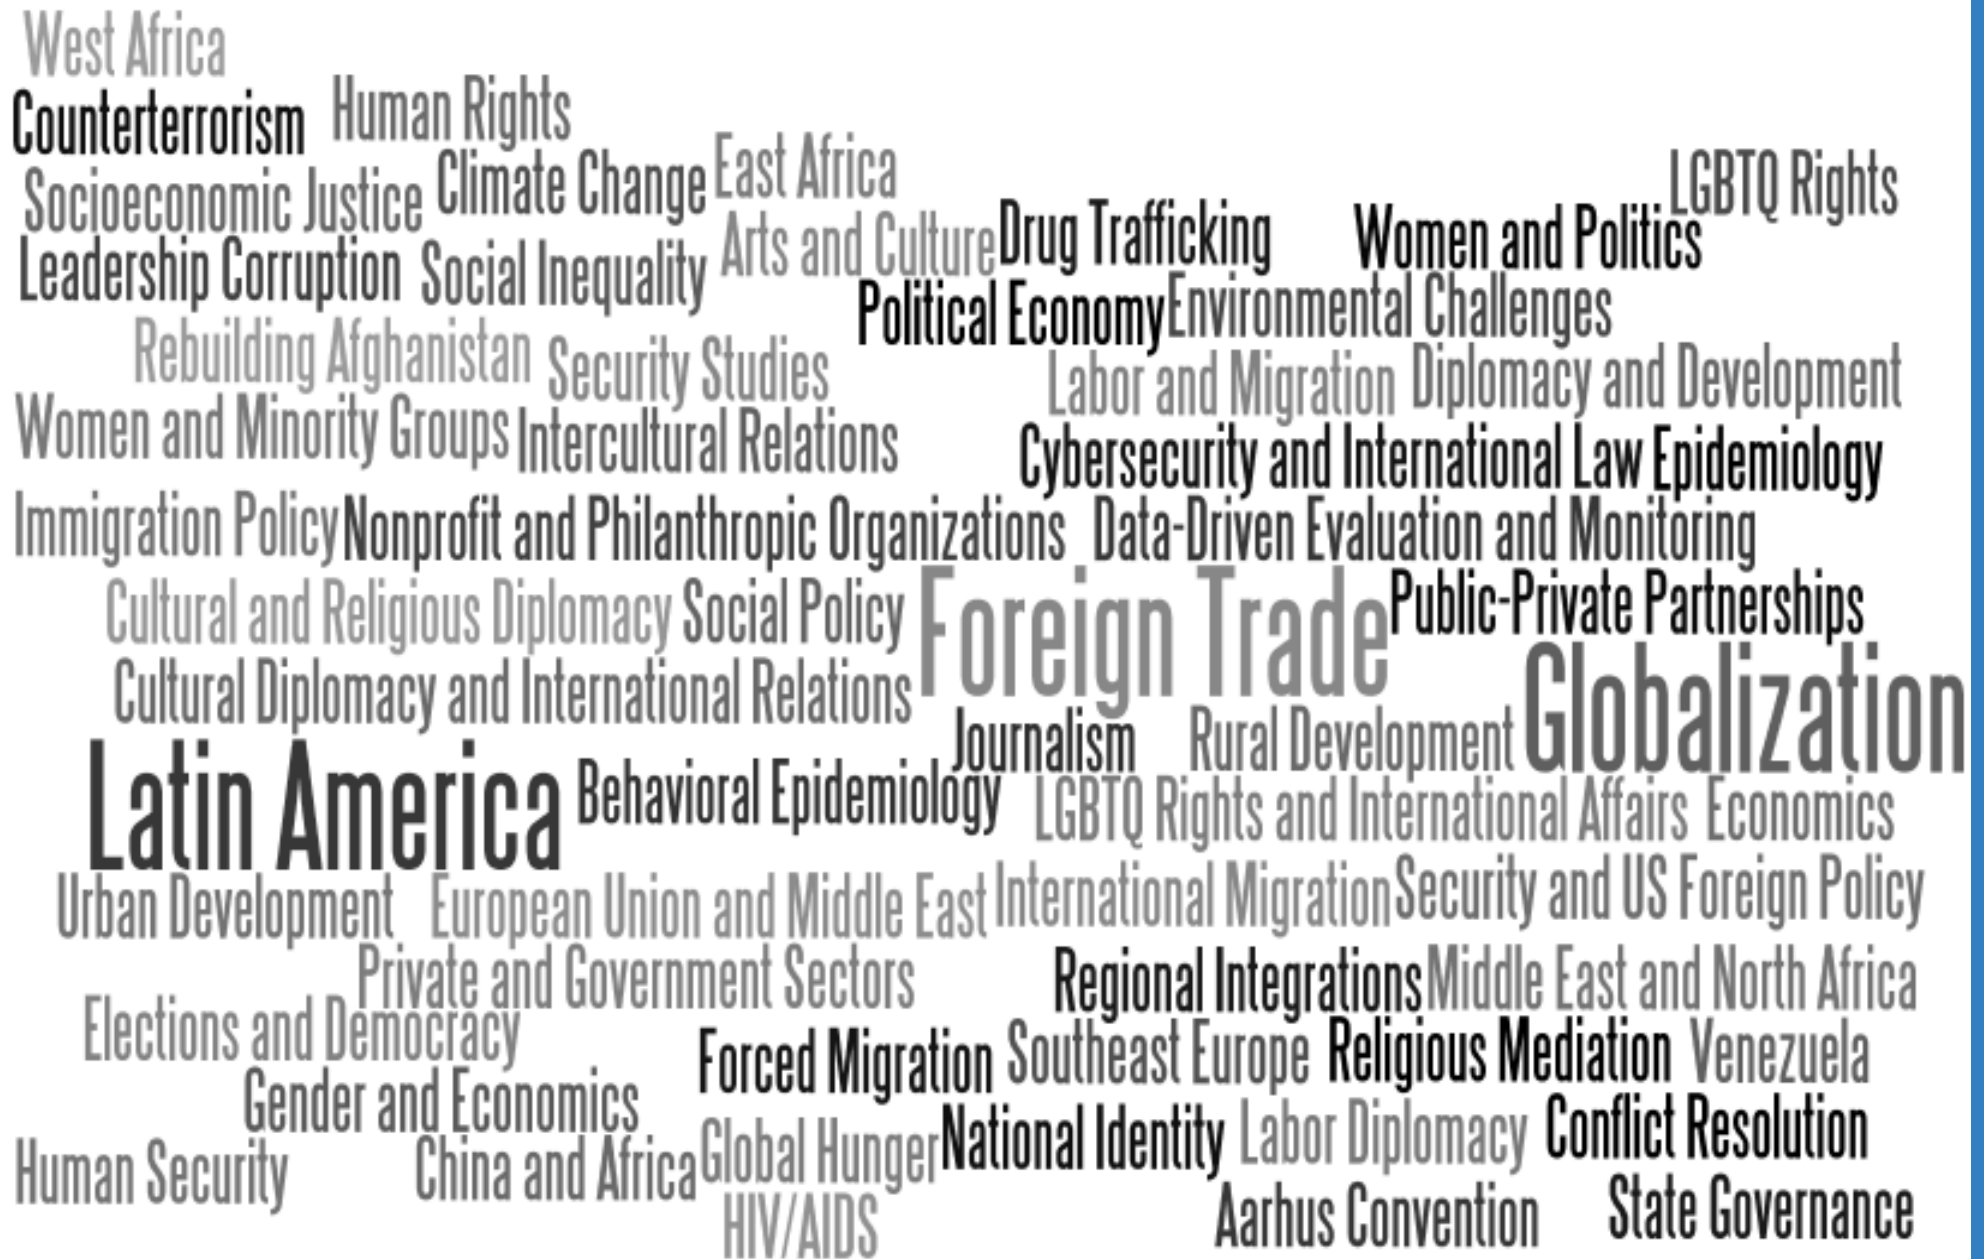 West Africa
Counterterrorism Human Rights
Socioeconomic Justice Climate Change East Africa LGBTQ Rights
Leadership Corruption Social Inequality Arts and Culture Drug Trafficking Women and Politics
Political Economy Environmental Challenges
Rebuilding Afghanistan Security Studies Labor and Migration Diplomacy and Development
Women and Minority Groups Intercultural Relations Cybersecurity and International Law Epidemiology
Immigration Policy Nonprofit and Philanthropic Organizations Data-Driven Evaluation and Monitoring
Cultural and Religious Diplomacy Social Policy Foreign Trade Public-Private Partnerships
Cultural Diplomacy and International Relations Globalization
Journalism Rural Development
Latin America Behavioral Epidemiology LGBTQ Rights and International Affairs Economics
Urban Development European Union and Middle East International Migration Security and US Foreign Policy
Private and Government Sectors Regional Integrations Middle East and North Africa
Elections and Democracy Forced Migration Southeast Europe Religious Mediation Venezuela
Gender and Economics National Identity Labor Diplomacy Conflict Resolution
Human Security China and Africa Global Hunger
HIV/AIDS Aarhus Convention State Governance